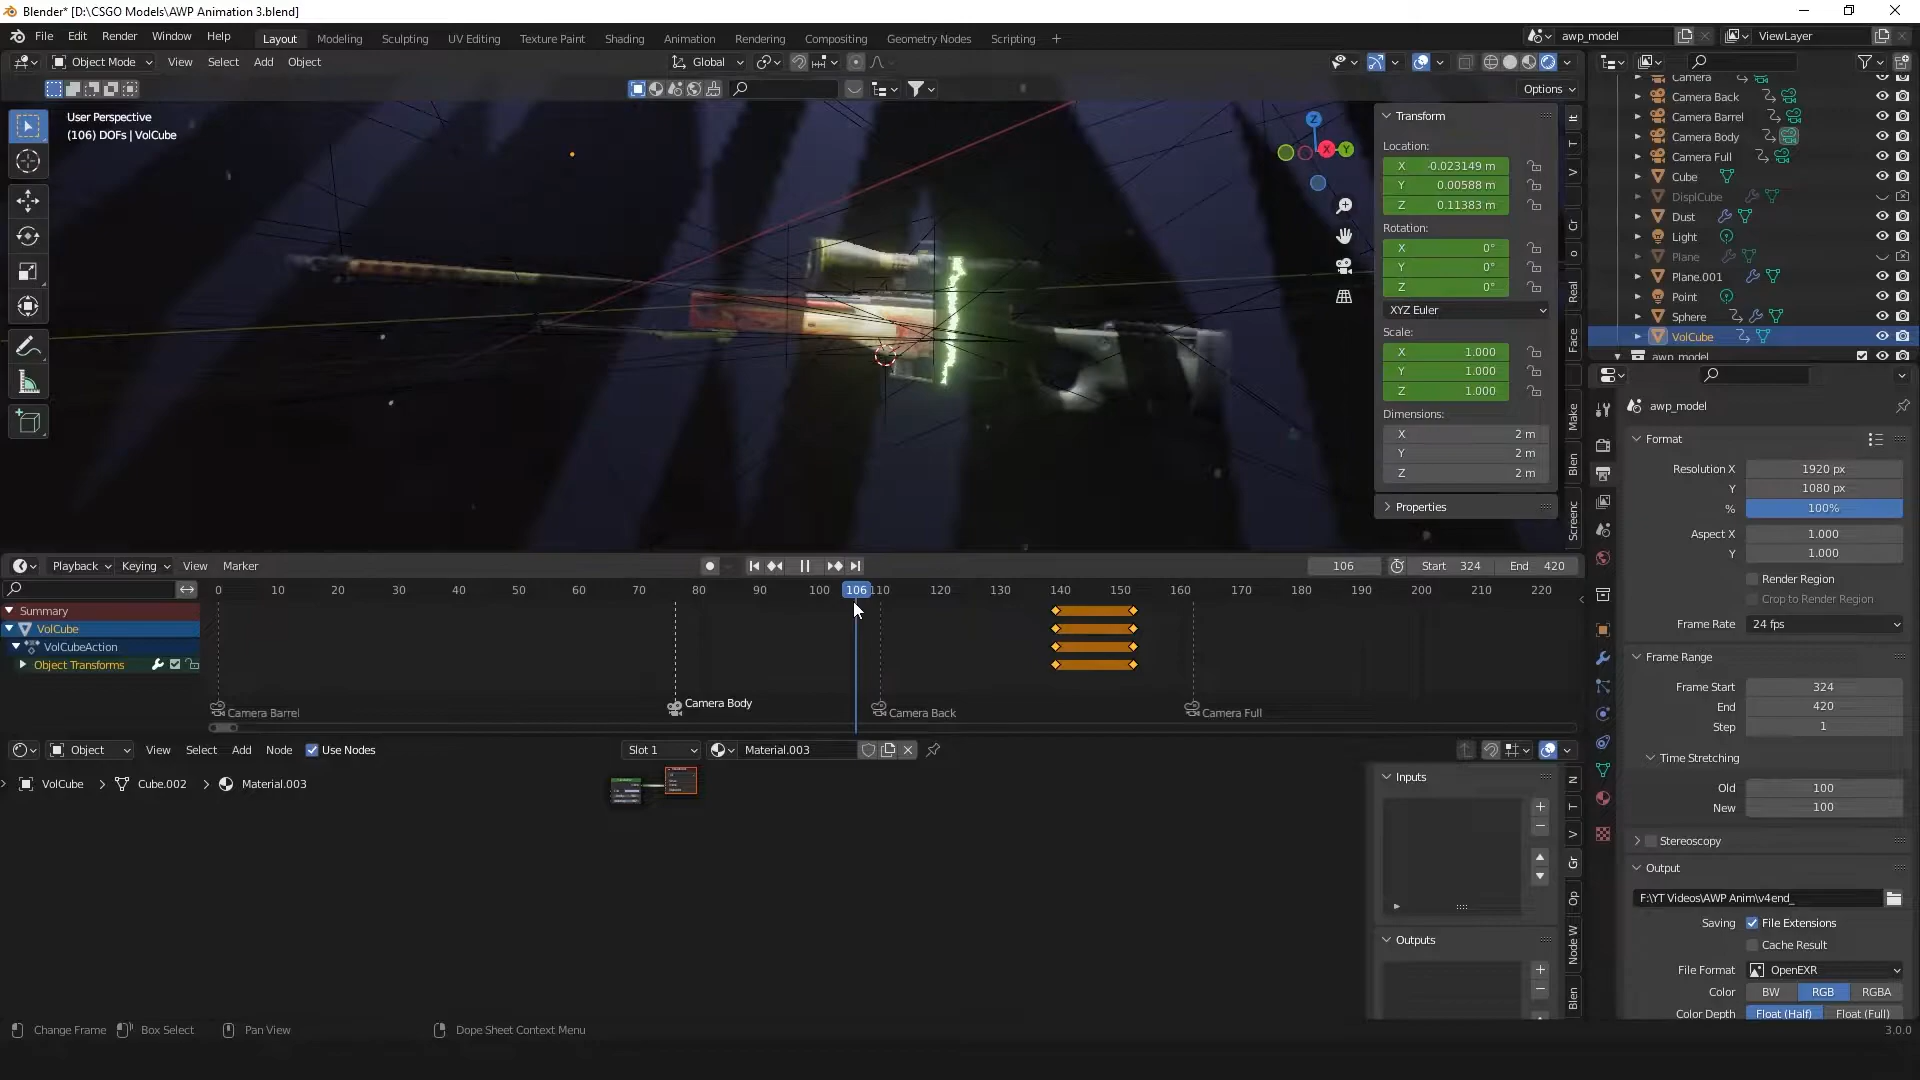 Blender* [D:\CSGO Models\AWP Animation 3.blend]
File Edit Render Window Help
Layout Modeling Sculpting UV Editing Texture Paint Shading Animation Rendering Compositing Geometry Nodes Scripting
awp_model
ViewLayer
Object Mode View Select Add Object
Global
Options
User Perspective
(106) DOFs | VolCube
Z
X
Y
Transform
Location:
X -0.023149 m
Y 0.00588 m
Z 0.11383 m
Rotation:
X 0°
Y 0°
Z 0°
XYZ Euler
Scale:
X 1.000
Y 1.000
Z 1.000
Dimensions:
X 2 m
Y 2 m
Z 2 m
Properties
T
V
Cr
o
Real
Face
Make
Blen
Screenc
Camera
Camera Back
Camera Barrel
Camera Body
Camera Full
Cube
DisplCube
Dust
Light
Plane
Plane.001
Point
Sphere
VolCube
awp_model
awp_model
Format
Resolution X 1920 px
Y 1080 px
% 100%
Aspect X 1.000
Y 1.000
Render Region
Crop to Render Region
Frame Rate 24 fps
Frame Range
Frame Start 324
End 420
Step 1
Time Stretching
Old 100
New 100
Stereoscopy
Output
F:\YT Videos\AWP Anim\v4end_
Saving File Extensions
Cache Result
File Format OpenEXR
Color BW RGB RGBA
Color Depth Float (Half) Float (Full)
Playback Keying View Marker
106 Start 324 End 420
0 10 20 30 40 50 60 70 80 90 100 106 110 120 130 140 150 160 170 180 190 200 210 220
Summary
VolCube
VolCubeAction
Object Transforms
Camera Barrel
Camera Body
Camera Back
Camera Full
Object View Select Add Node Use Nodes
Slot 1
Material.003
VolCube Cube.002 Material.003
Inputs
Outputs
N
T
V
Gr
Op
Node W
Blen
Change Frame Box Select Pan View Dope Sheet Context Menu
3.0.0